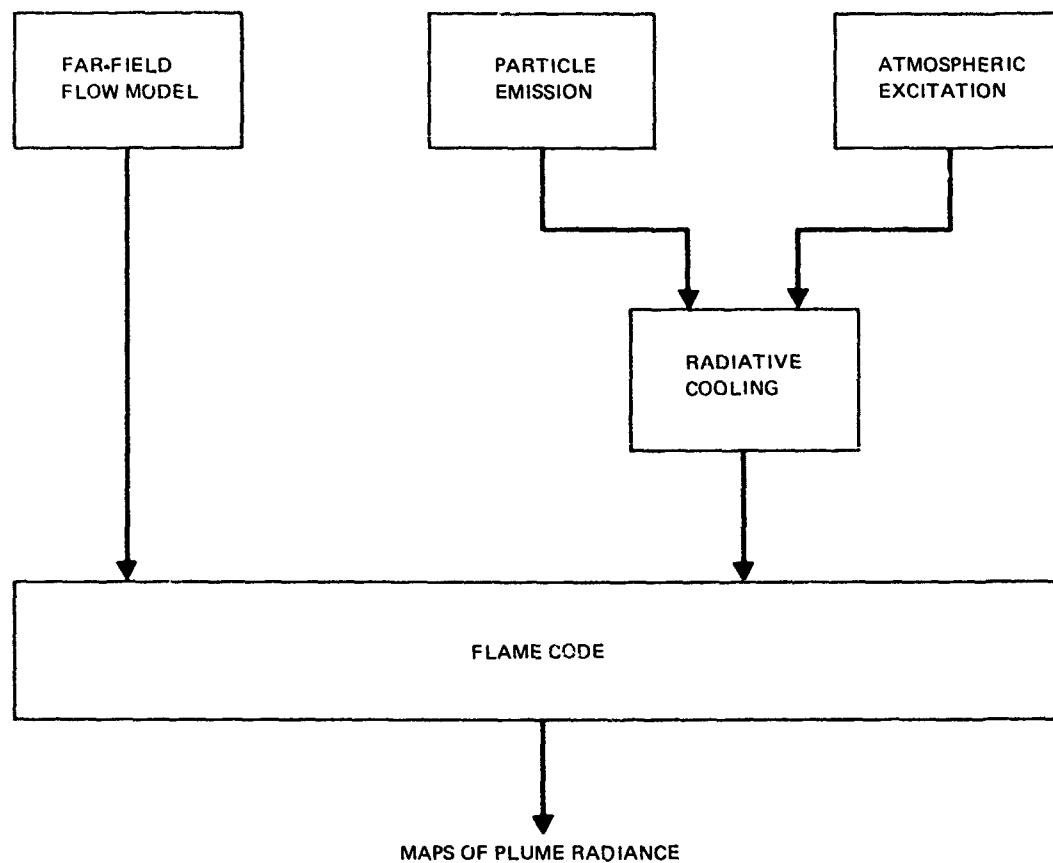 FAR-FIELD
FLOW MODEL
PARTICLE
EMISSION
ATMOSPHERIC
EXCITATION
RADIATIVE
COOLING
FLAME CODE
MAPS OF PLUME RADIANCE